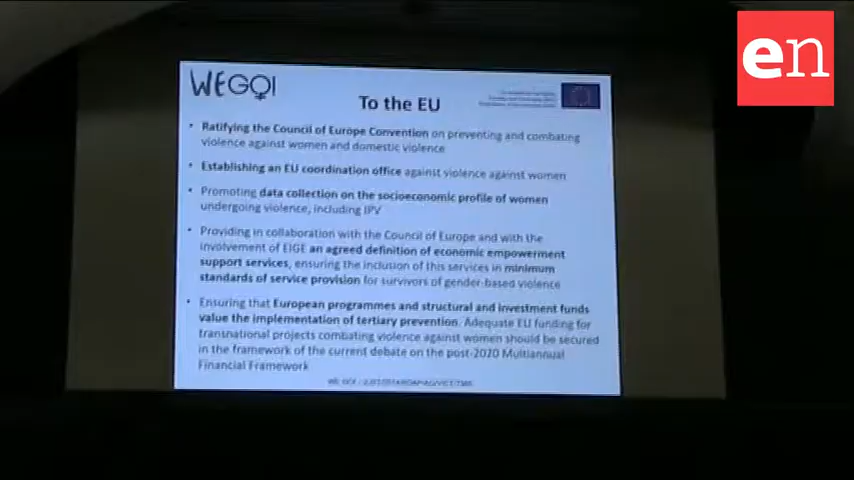 en
WEGO!
To the EU
• Ratifying the Council of Europe Convention on preventing and combating
violence against women and domestic violence
• Establishing an EU coordination office against violence against women
• Promoting data collection on the socioeconomic profile of women
undergoing violence, including IPV
• Providing in collaboration with the Council of Europe and with the
involvement of EIGE an agreed definition of economic empowerment
support services, ensuring the inclusion of this services in minimum
standards of service provision for survivors of gender-based violence
• Ensuring that European programmes and structural and investment funds
value the implementation of tertiary prevention. Adequate EU funding for
transnational projects combating violence against women should be secured
in the framework of the current debate on the post-2020 Multiannual
Financial Framework